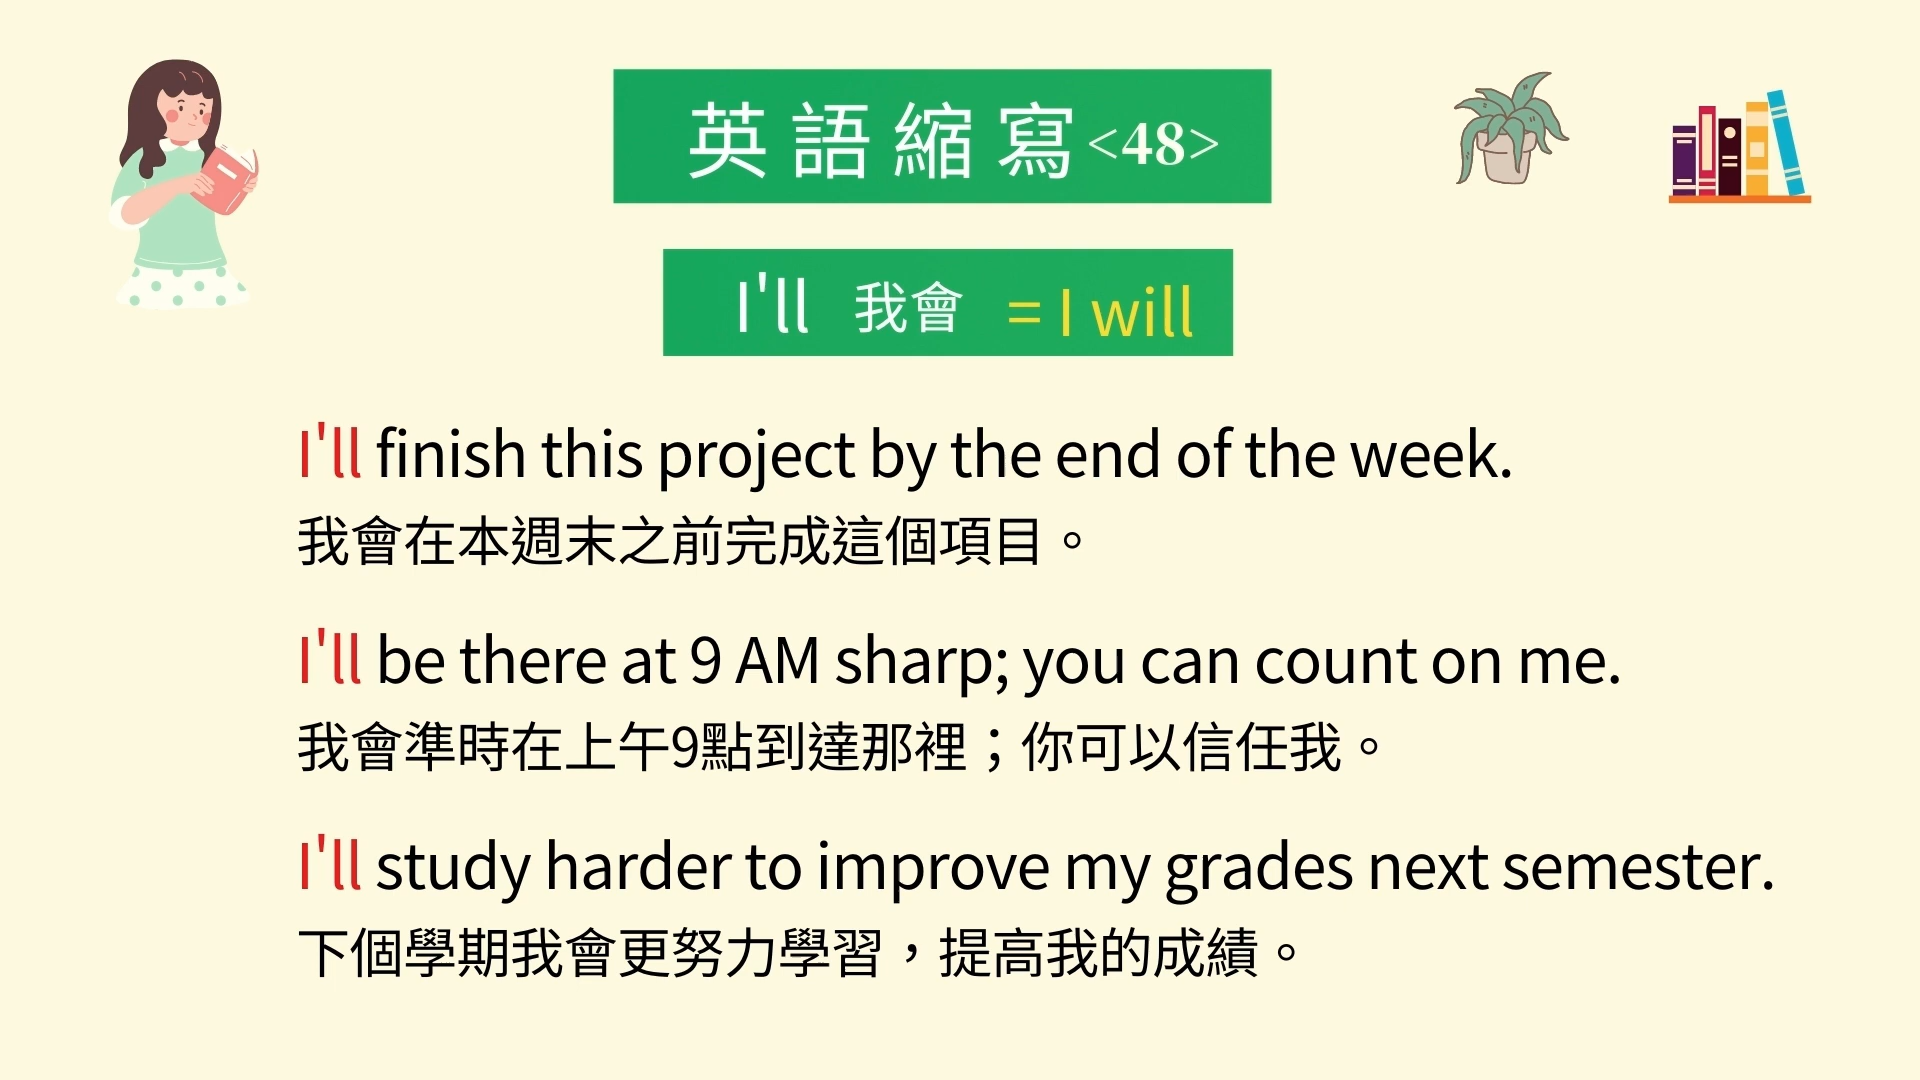 英語縮寫<48>
I'll 我會 = I will
I'll finish this project by the end of the week.
我會在本週末之前完成這個項目。
I'll be there at 9 AM sharp; you can count on me.
我會準時在上午9點到達那裡；你可以信任我。
I'll study harder to improve my grades next semester.
下個學期我會更努力學習，提高我的成績。